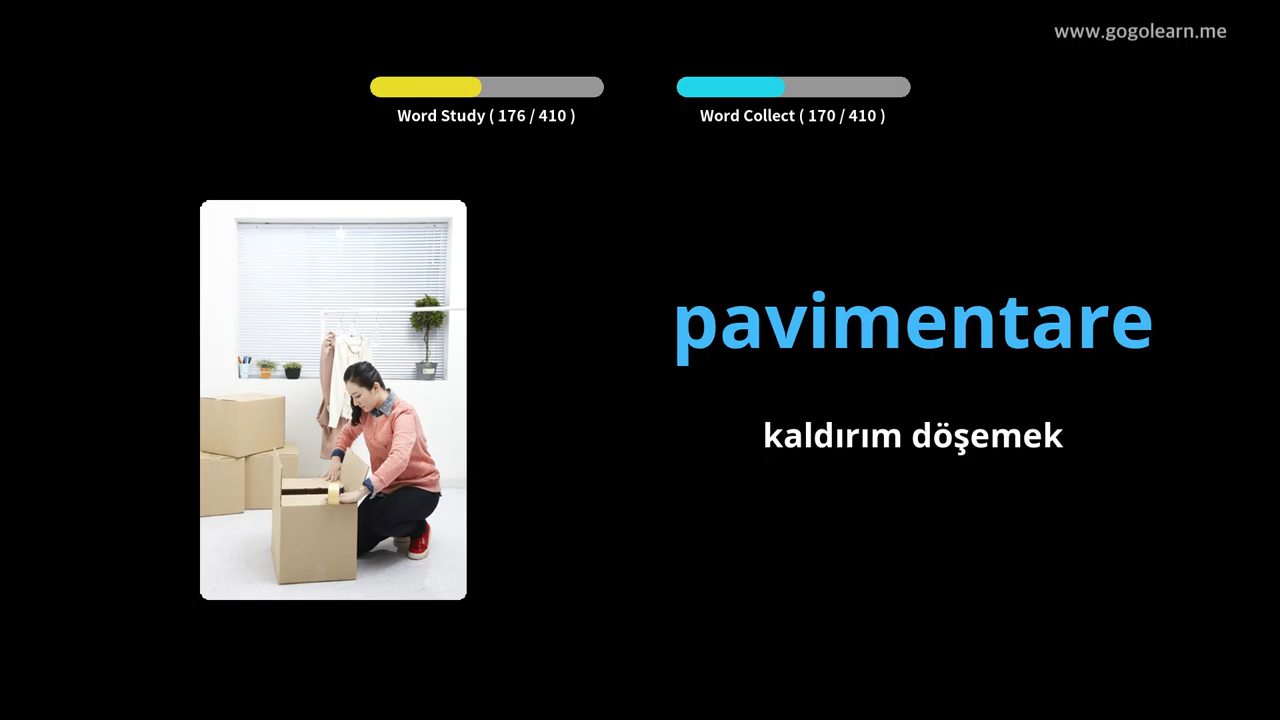 www.gogolearn.me
Word Study ( 176 / 410 )
Word Collect ( 170 / 410 )
pavimentare
kaldırım döşemek